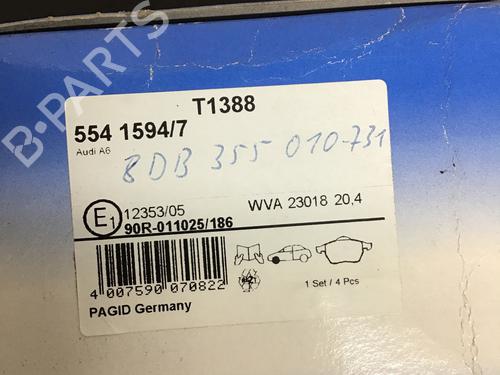 B-PARTS
T1388
554 1594/7
Audi A6
8DB 355 010-731
E1
12353/05
WVA 23018 20,4
90R-011025/186
4 007590 070822
1 Set / 4 Pcs
PAGID Germany